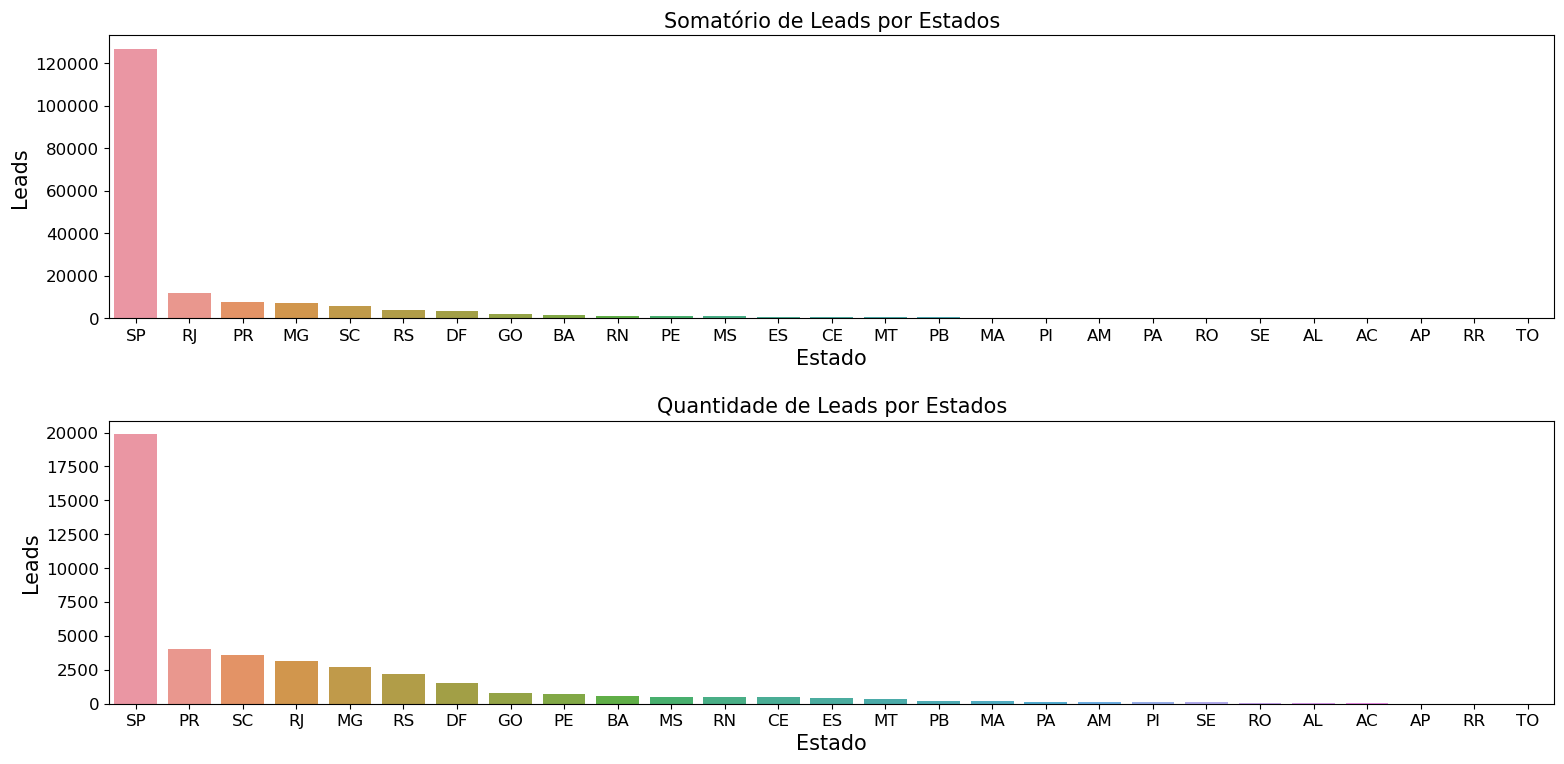 Somatório de Leads por Estados
120000
100000
80000
60000
40000
20000
0
Leads
SP RJ PR MG SC RS DF GO BA RN PE MS ES CE MT PB MA PI AM PA RO SE AL AC AP RR TO
Estado
Quantidade de Leads por Estados
20000
17500
15000
12500
10000
7500
5000
2500
0
Leads
SP PR SC RJ MG RS DF GO PE BA MS RN CE ES MT PB MA PA AM PI SE RO AL AC AP RR TO
Estado